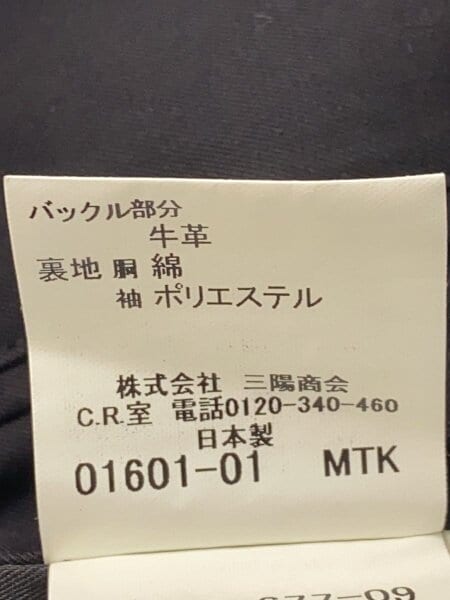 バックル部分
牛革
裏地 胴 綿
袖 ポリエステル
株式会社 三陽商会
C.R.室 電話0120-340-460
日本製
01601-01 MTK